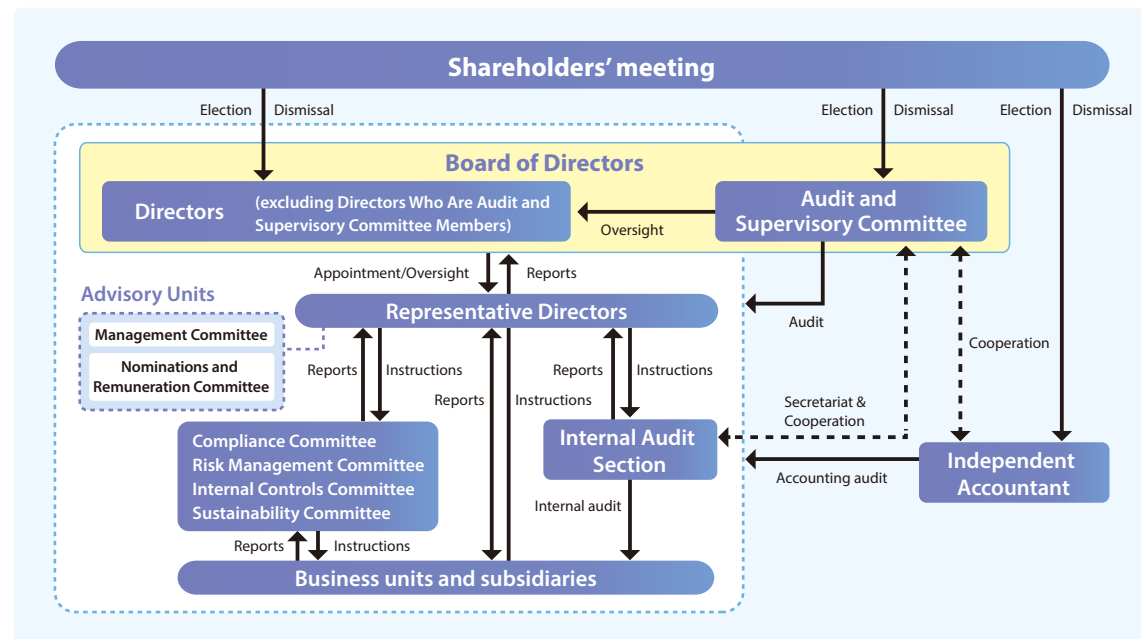 Shareholders’ meeting
Election
Dismissal
Election
Dismissal
Election
Dismissal
Board of Directors
Directors
(excluding Directors Who Are Audit and
Supervisory Committee Members)
Oversight
Audit and
Supervisory Committee
Appointment/Oversight
Reports
Advisory Units
Management Committee
Nominations and
Remuneration Committee
Representative Directors
Audit
Cooperation
Reports
Instructions
Reports
Instructions
Reports
Instructions
Secretariat &
Cooperation
Compliance Committee
Risk Management Committee
Internal Controls Committee
Sustainability Committee
Internal Audit
Section
Independent
Accountant
Accounting audit
Internal audit
Reports
Instructions
Business units and subsidiaries